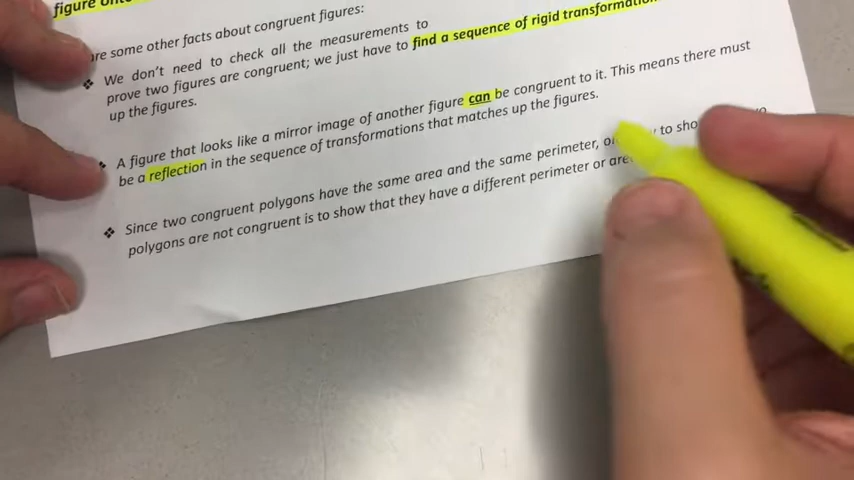 figure onto
are some other facts about congruent figures:
❖ We don't need to check all the measurements to
prove two figures are congruent; we just have to find a sequence of rigid transformation
up the figures.
❖ A figure that looks like a mirror image of another figure can be congruent to it. This means there must
be a reflection in the sequence of transformations that matches up the figures.
❖ Since two congruent polygons have the same area and the same perimeter, to
polygons are not congruent is to show that they have a different perimeter or